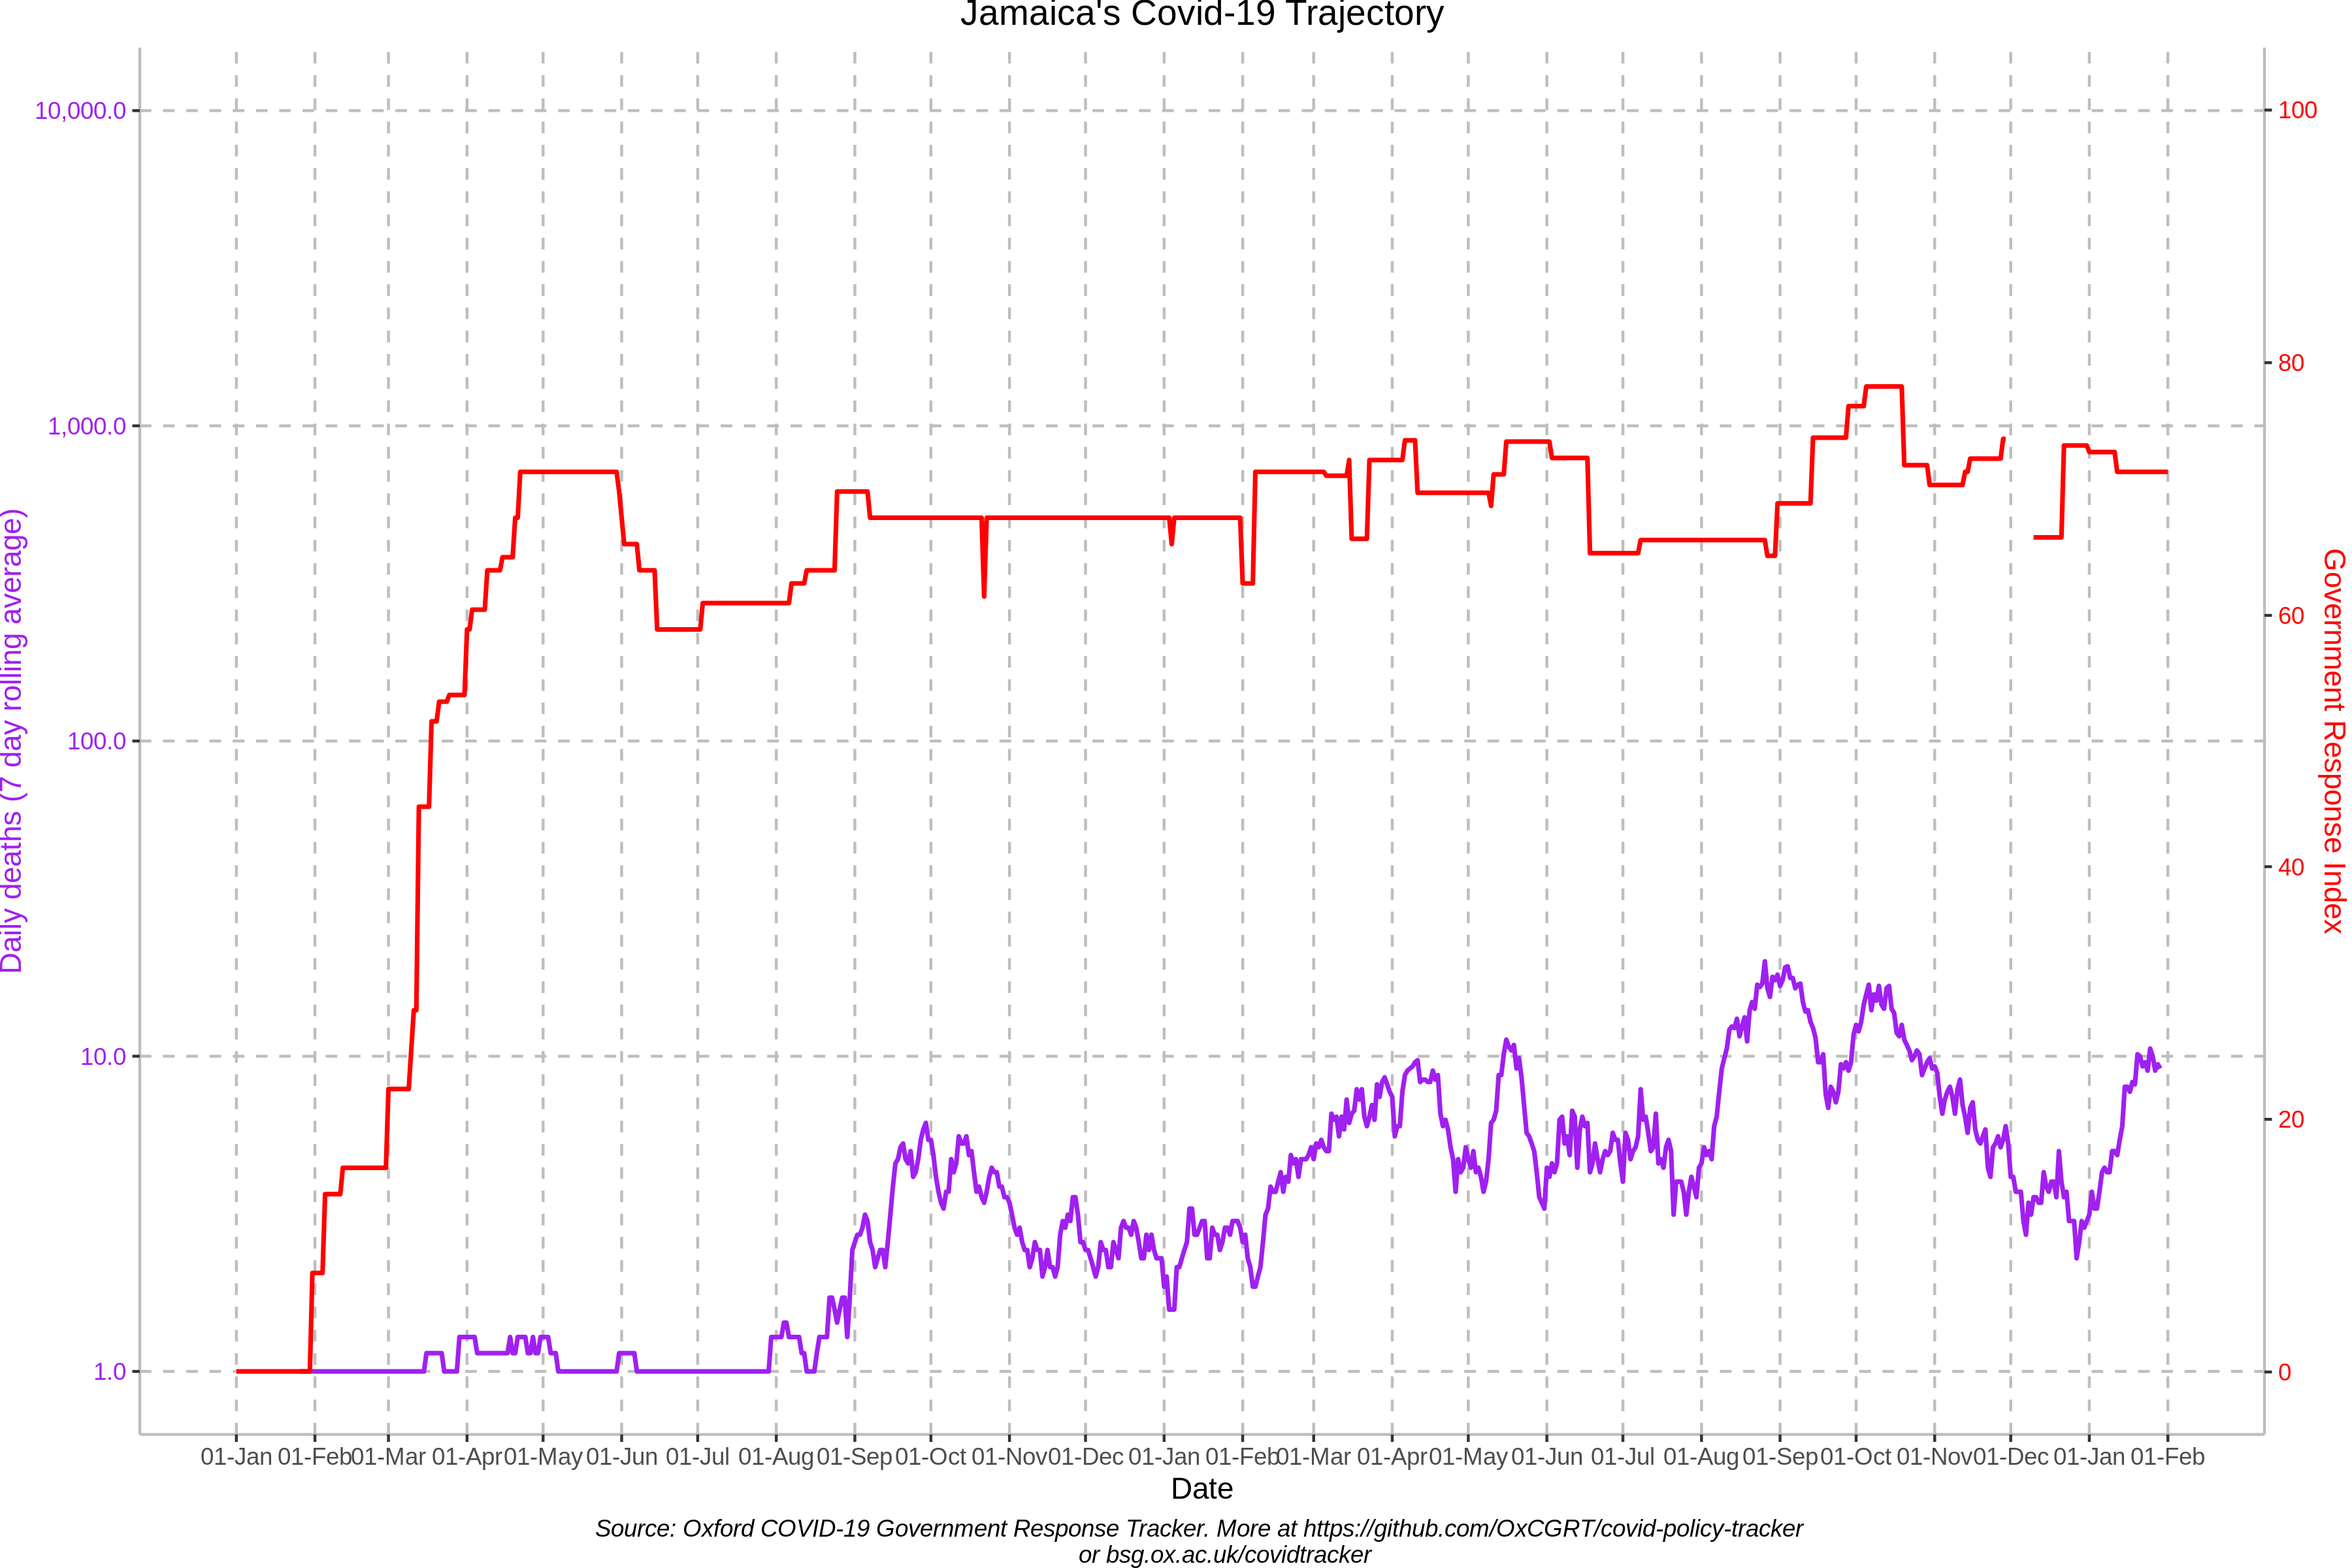 Jamaica's Covid-19 Trajectory
10,000.0
1,000.0
100.0
10.0
1.0
Daily deaths (7 day rolling average)
100
80
60
40
20
0
Government Response Index
01-Jan 01-Feb 01-Mar 01-Apr 01-May 01-Jun 01-Jul 01-Aug 01-Sep 01-Oct 01-Nov 01-Dec 01-Jan 01-Feb 01-Mar 01-Apr 01-May 01-Jun 01-Jul 01-Aug 01-Sep 01-Oct 01-Nov 01-Dec 01-Jan 01-Feb
Date
Source: Oxford COVID-19 Government Response Tracker. More at https://github.com/OxCGRT/covid-policy-tracker
or bsg.ox.ac.uk/covidtracker